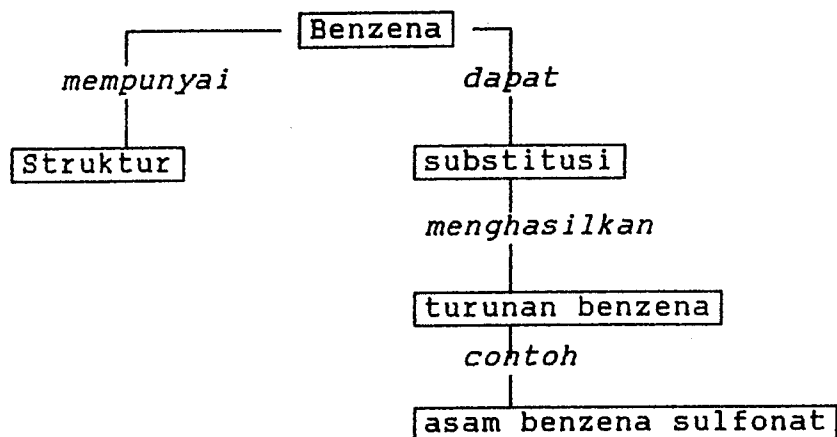 Benzena
mempunyai dapat
Struktur substitusi
menghasilkan
turunan benzena
contoh
asam benzena sulfonat